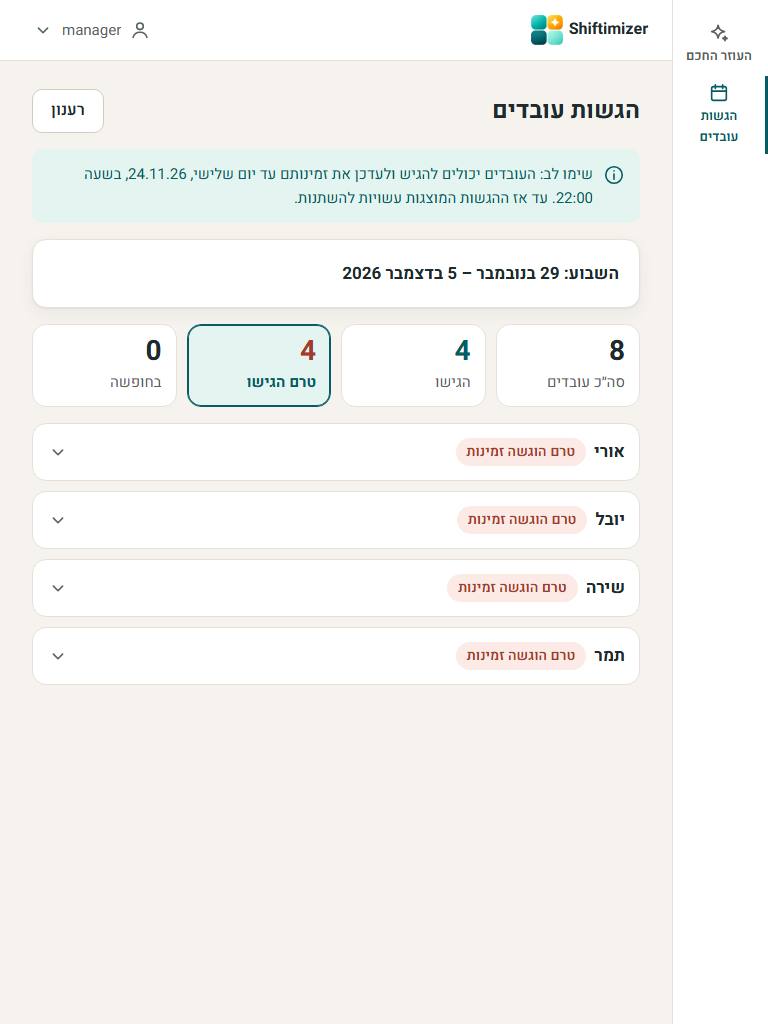 Shiftimizer
manager
העוזר החכם
הגשות
עובדים
הגשות עובדים
רענון
שימו לב: העובדים יכולים להגיש ולעדכן את זמינותם עד יום שלישי, 24.11.26, בשעה
22:00. עד אז ההגשות המוצגות עשויות להשתנות.
השבוע: 29 בנובמבר – 5 בדצמבר 2026
8
סה"כ עובדים
4
הגישו
4
טרם הגישו
0
בחופשה
אורי טרם הוגשה זמינות
יובל טרם הוגשה זמינות
שירה טרם הוגשה זמינות
תמר טרם הוגשה זמינות